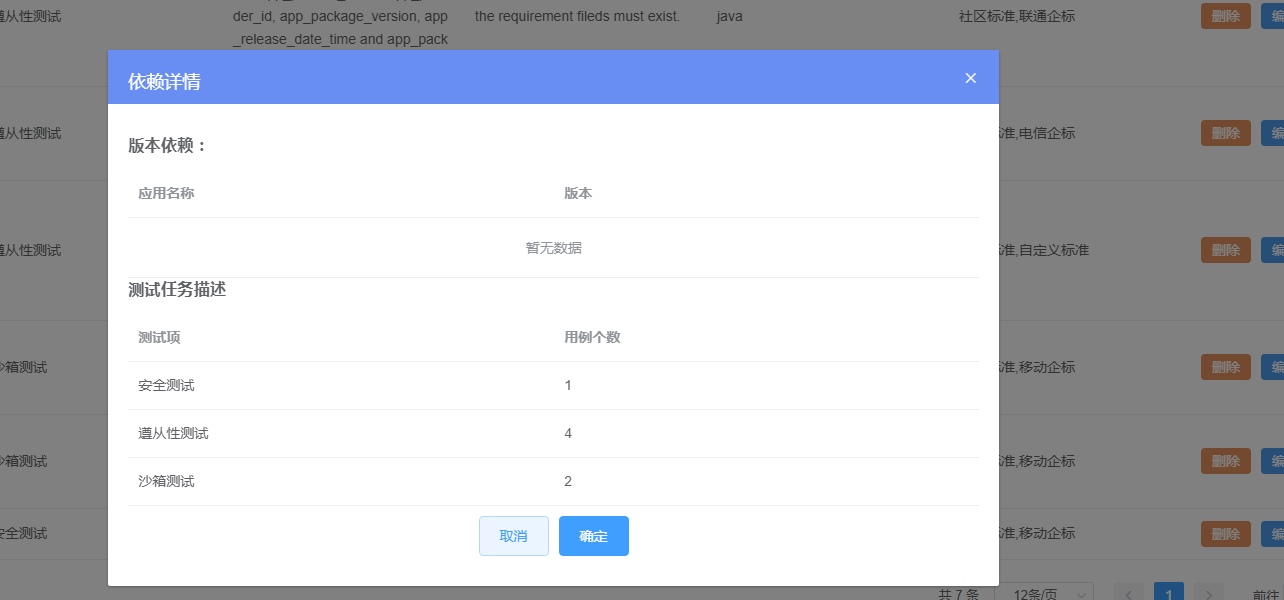 遵从性测试 der_id, app_package_version, app the requirement fileds must exist. java 社区标准,联通企标 删除 编
_release_date_time and app_pack
依赖详情
版本依赖：
应用名称 版本
暂无数据
测试任务描述
测试项 用例个数
安全测试 1
遵从性测试 4
沙箱测试 2
取消 确定
遵从性测试 准,电信企标 删除 编
遵从性测试 准,自定义标准 删除 编
沙箱测试 准,移动企标 删除 编
沙箱测试 准,移动企标 删除 编
安全测试 准,移动企标 删除 编
共 7 条 12条/页 1 前往